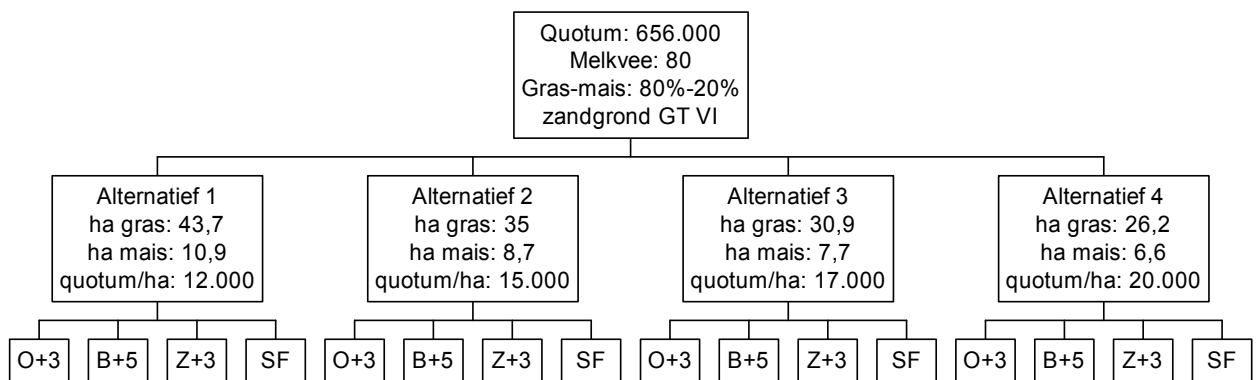 Quotum: 656.000
Melkvee: 80
Gras-mais: 80%-20%
zandgrond GT VI
Alternatief 1
ha gras: 43,7
ha mais: 10,9
quotum/ha: 12.000
Alternatief 2
ha gras: 35
ha mais: 8,7
quotum/ha: 15.000
Alternatief 3
ha gras: 30,9
ha mais: 7,7
quotum/ha: 17.000
Alternatief 4
ha gras: 26,2
ha mais: 6,6
quotum/ha: 20.000
O+3
B+5
Z+3
SF
O+3
B+5
Z+3
SF
O+3
B+5
Z+3
SF
O+3
B+5
Z+3
SF